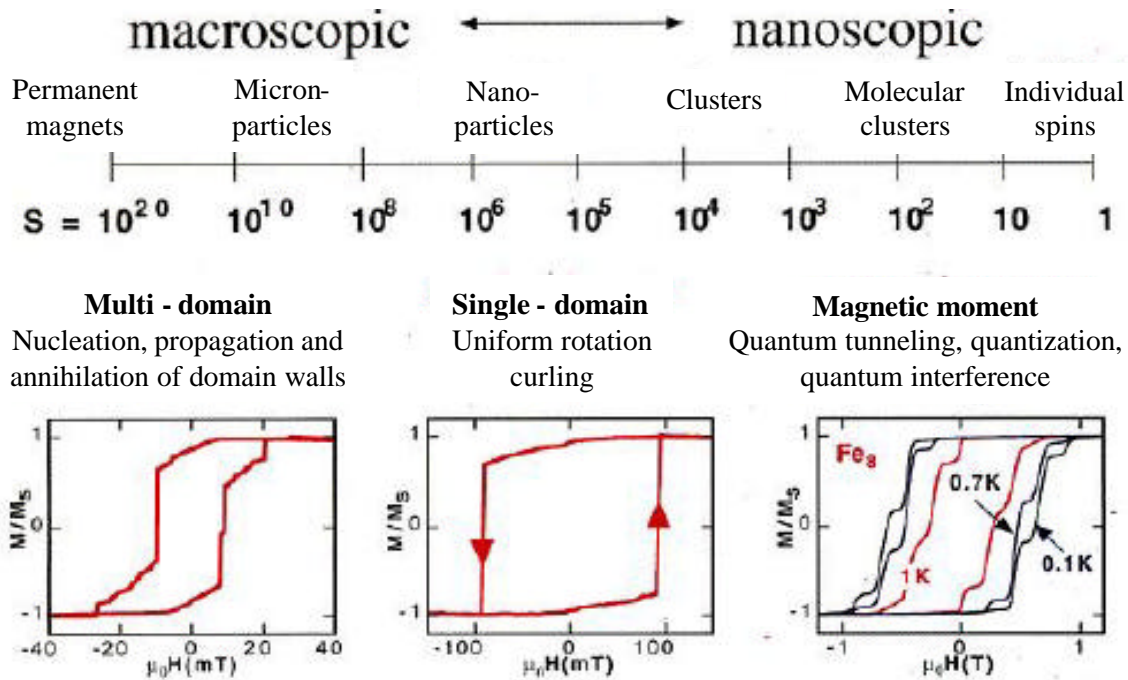 macroscopic nanoscopic
Permanent magnets
Micron-particles
Nano-particles
Clusters
Molecular clusters
Individual spins
S = 10²⁰ 10¹⁰ 10⁸ 10⁶ 10⁵ 10⁴ 10³ 10² 10 1
Multi - domain
Nucleation, propagation and
annihilation of domain walls
Single - domain
Uniform rotation
curling
Magnetic moment
Quantum tunneling, quantization,
quantum interference
M/Mₛ
1
0
-1
-40 -20 0 20 40
μ₀H(mT)
M/Mₛ
1
0
-1
-100 0 100
μ₀H(mT)
M/Mₛ
1
0
-1
Fe₈
0.7K
1K
0.1K
-1 0 1
μ₀H(T)